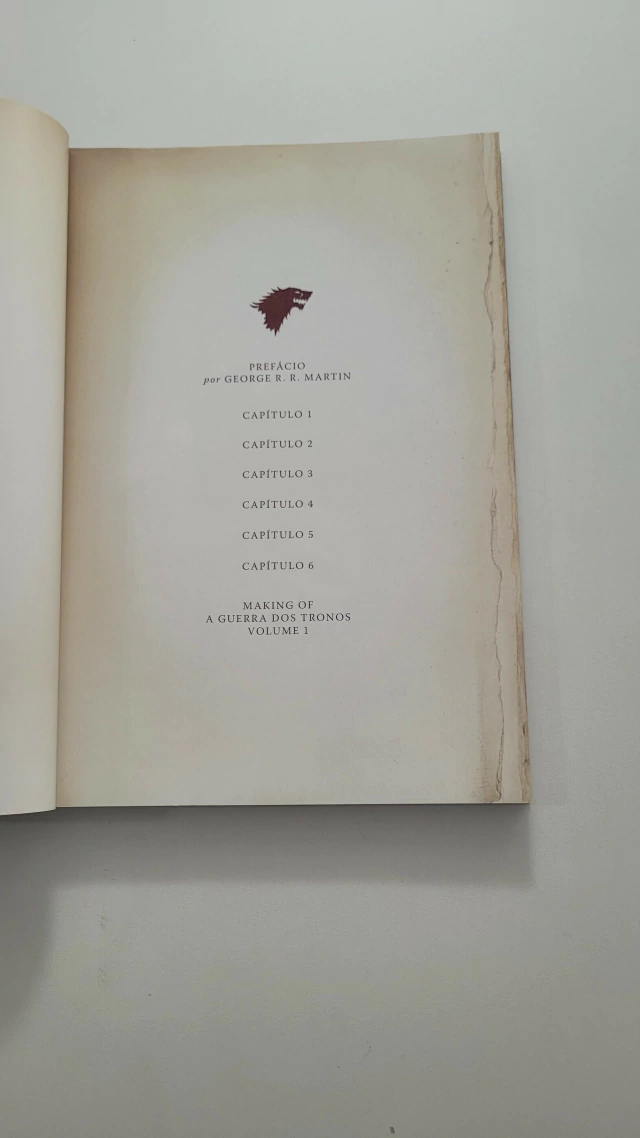 PREFÁCIO
por GEORGE R. R. MARTIN
CAPÍTULO 1
CAPÍTULO 2
CAPÍTULO 3
CAPÍTULO 4
CAPÍTULO 5
CAPÍTULO 6
MAKING OF
A GUERRA DOS TRONOS
VOLUME 1